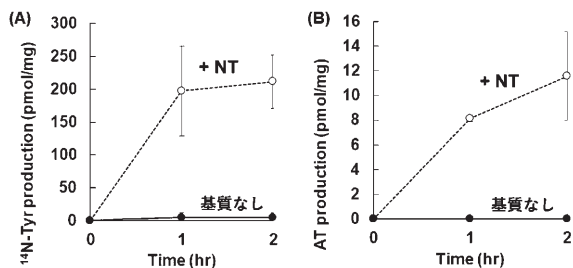 (A)
¹⁴N-Tyr production (pmol/mg)
300
250
200
150
100
50
0
+ NT
基質なし
0
1
2
Time (hr)
(B)
AT production (pmol/mg)
16
14
12
10
8
6
4
2
0
+ NT
基質なし
0
1
2
Time (hr)